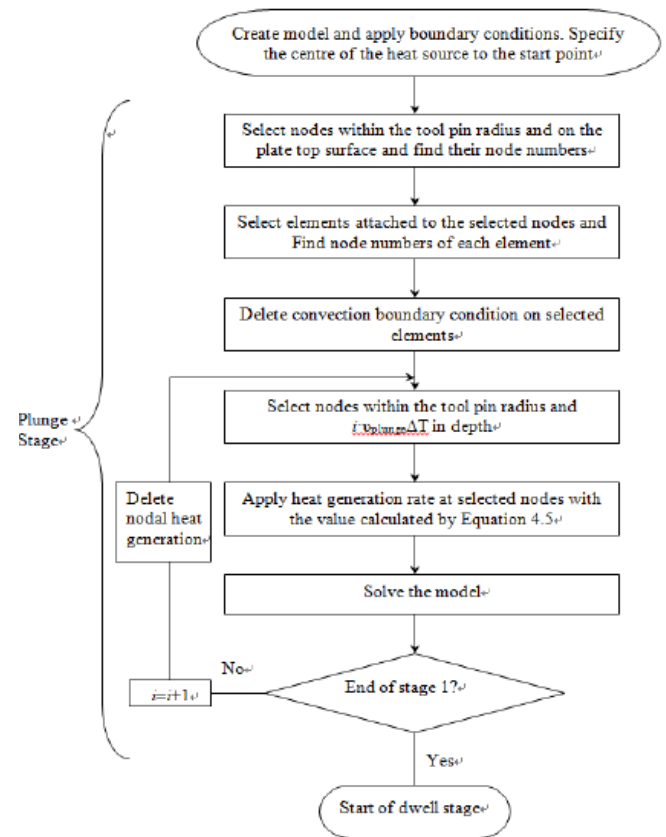 Create model and apply boundary conditions. Specify
the centre of the heat source to the start point
Select nodes within the tool pin radius and on the
plate top surface and find their node numbers
Select elements attached to the selected nodes and
Find node numbers of each element
Delete convection boundary condition on selected
elements
Select nodes within the tool pin radius and
i·vplungeΔT in depth
Plunge
Stage
Delete
nodal heat
generation
Apply heat generation rate at selected nodes with
the value calculated by Equation 4.5
Solve the model
No
End of stage 1?
i=i+1
Yes
Start of dwell stage